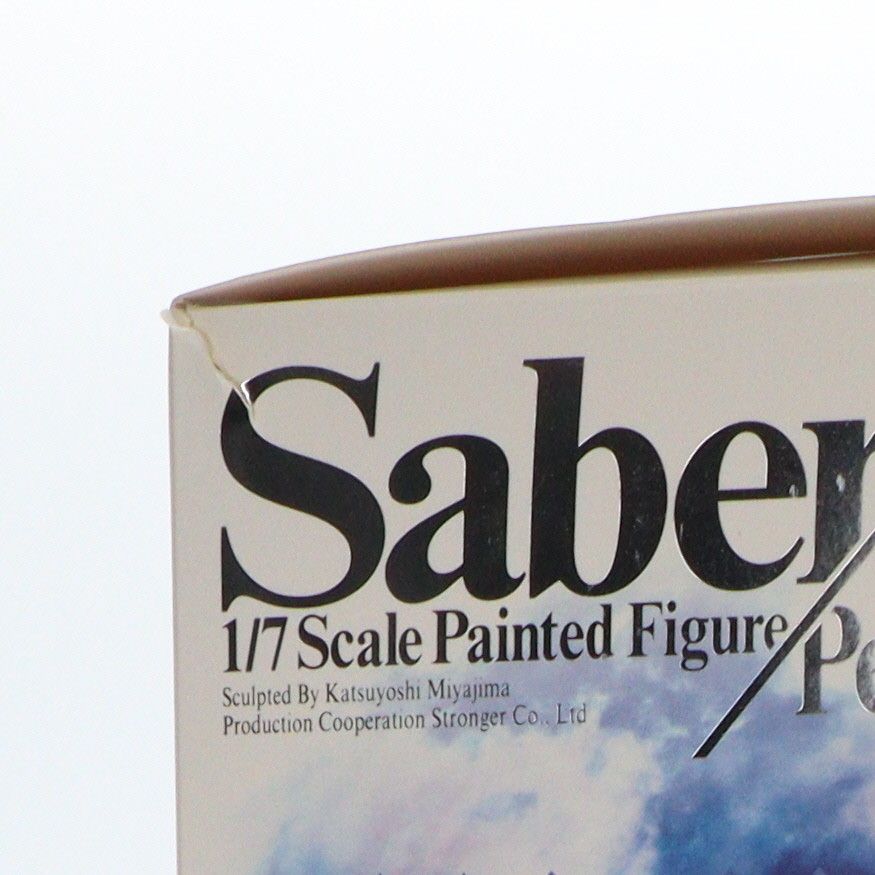 Saber
1/7 Scale Painted Figure
Sculpted By Katsuyoshi Miyajima
Production Cooperation Stronger Co., Ltd